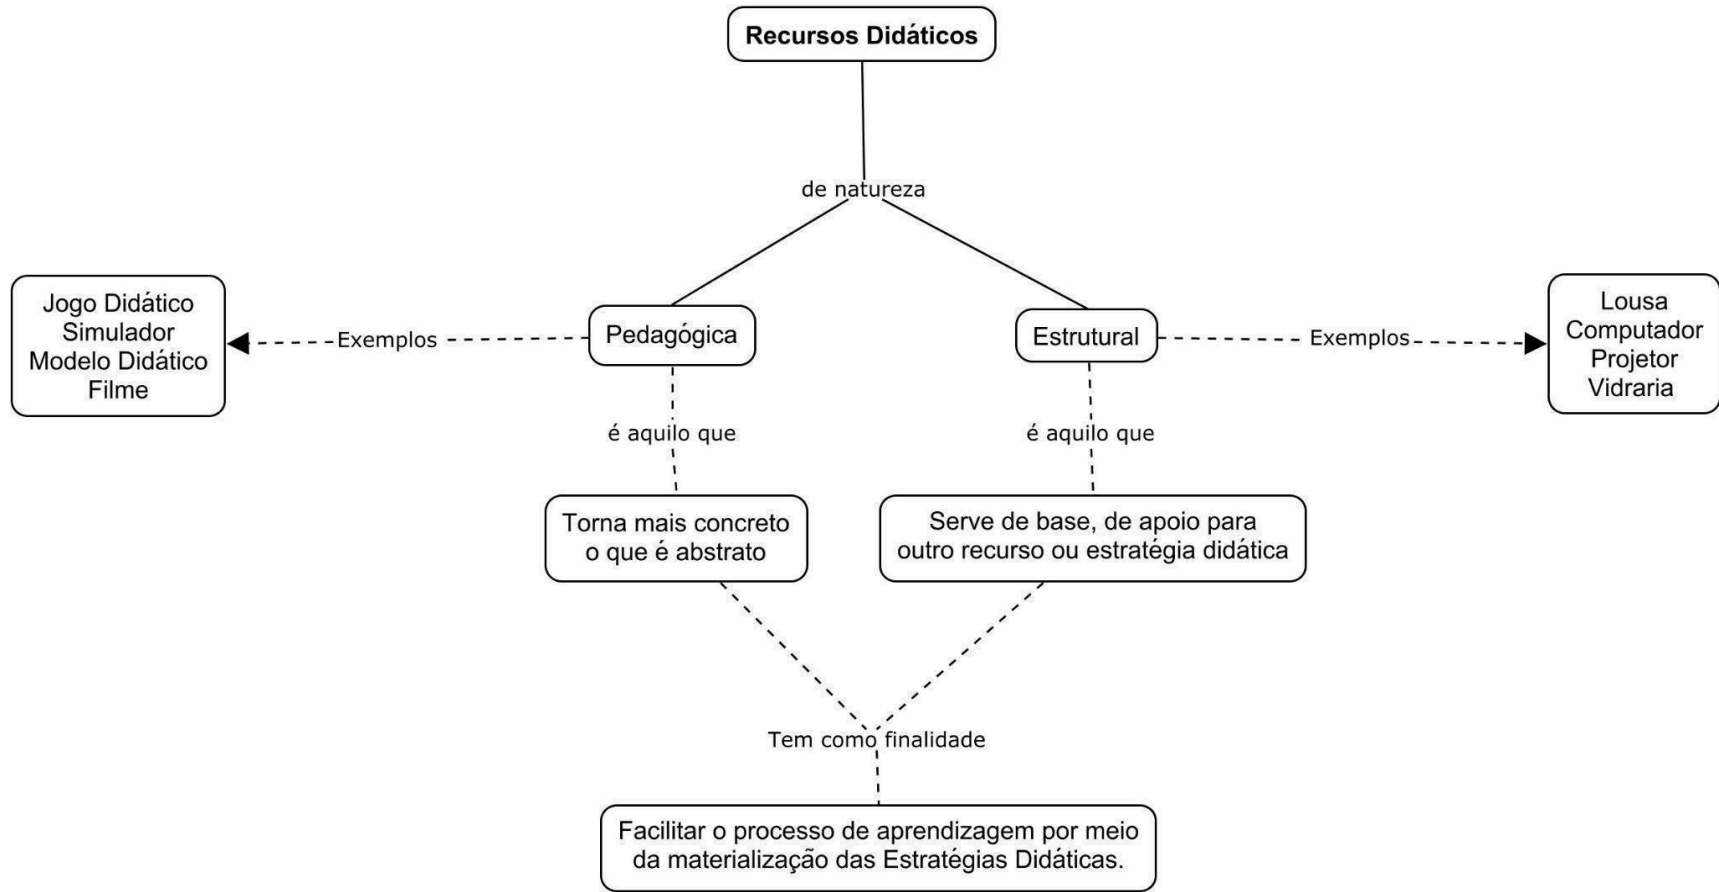 Recursos Didáticos
de natureza
Jogo Didático
Simulador
Modelo Didático
Filme
Exemplos
Pedagógica
Estrutural
Exemplos
Lousa
Computador
Projetor
Vidraria
é aquilo que
é aquilo que
Torna mais concreto
o que é abstrato
Serve de base, de apoio para
outro recurso ou estratégia didática
Tem como finalidade
Facilitar o processo de aprendizagem por meio
da materialização das Estratégias Didáticas.